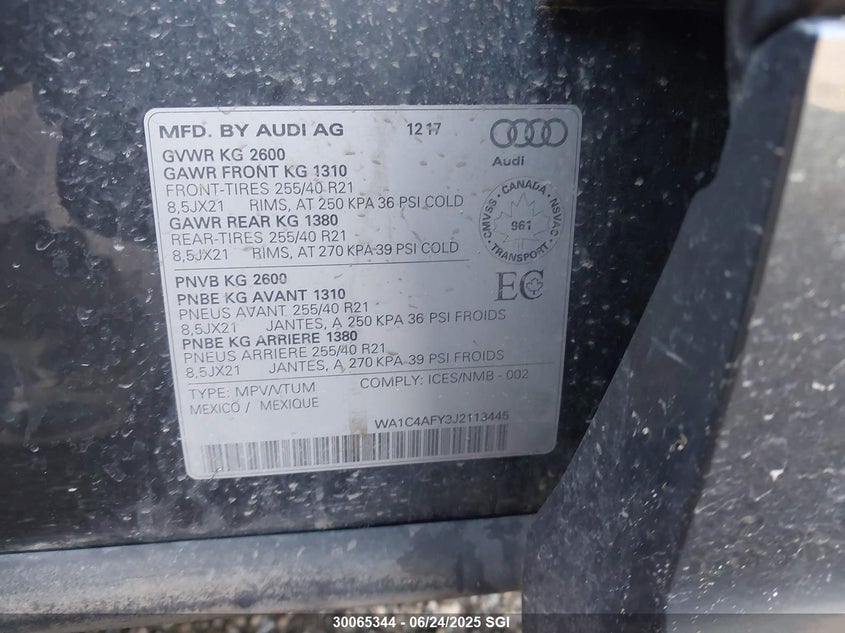 MFD. BY AUDI AG 12 17
Audi
GVWR KG 2600
GAWR FRONT KG 1310
FRONT-TIRES 255/40 R21
8,5JX21 RIMS, AT 250 KPA 36 PSI COLD
GAWR REAR KG 1380
REAR-TIRES 255/40 R21
8,5JX21 RIMS, AT 270 KPA 39 PSI COLD
CANADA
CMVSS 961 NSVAC
TRANSPORT
EC
PNVB KG 2600
PNBE KG AVANT 1310
PNEUS AVANT 255/40 R21
8,5JX21 JANTES, A 250 KPA 36 PSI FROIDS
PNBE KG ARRIERE 1380
PNEUS ARRIERE 255/40 R21
8,5JX21 JANTES, A 270 KPA 39 PSI FROIDS
TYPE: MPV/VTUM COMPLY: ICES/NMB - 002
MEXICO / MEXIQUE
WA1C4AFY3J2113445
30065344 - 06/24/2025 SGI